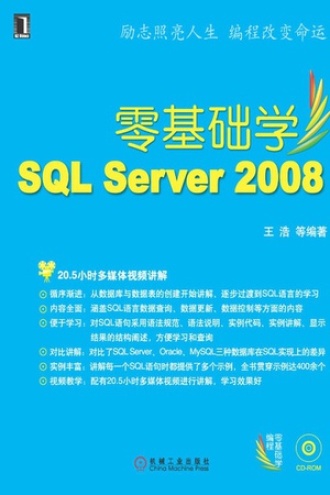 励志照亮人生 编程改变命运
零基础学
SQL Server 2008
王 浩 等编著
20.5小时多媒体视频讲解
循序渐进：从数据库与数据表的创建开始讲解，逐步过渡到SQL语言的学习
内容全面：涵盖SQL语言数据查询、数据更新、数据控制等方面的内容
便于学习：对SQL语句采用语法规范、语法说明、实例代码、实例讲解、显示
结果的结构阐述，方便学习和查询
对比讲解：对比了SQL Server、Oracle、MySQL三种数据库在SQL实现上的差异
实例丰富：讲解每一个SQL语句时都提供了多个示例，全书贯穿示例达400余个
视频教学：配有20.5小时多媒体视频进行讲解，学习效果好
机械工业出版社
China Machine Press
零基础学
编程
CD-ROM